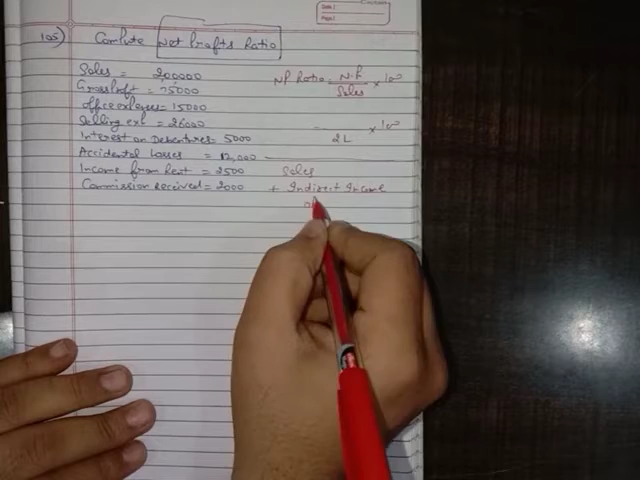 105) Compute Net Profits Ratio
Sales = 200000
Gross Profit = 75000
office expenses = 15000
Selling exp = 26000
Interest on Debentures = 5000
Accidental Losses = 12,000
Income from Rent = 2500
Commission Received = 2000
NP Ratio = N.P / Sales × 100
2L × 100
Sales
+ Indirect Income